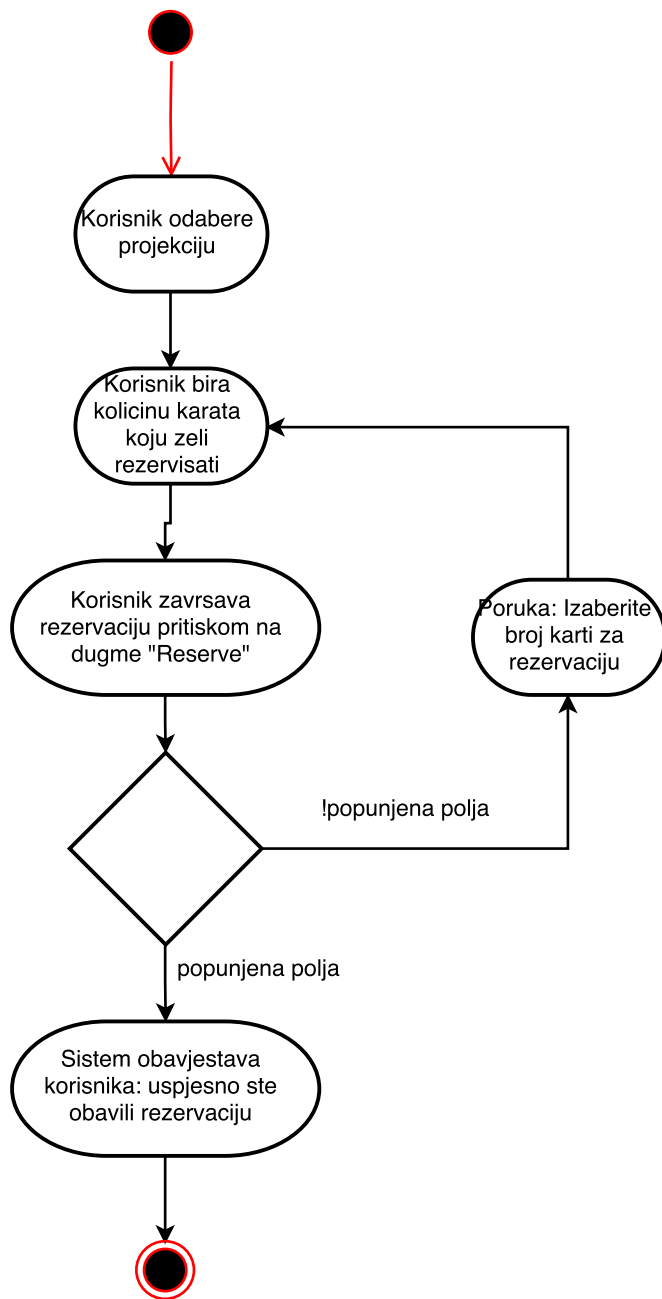 Korisnik odabere
projekciju
Korisnik bira
kolicinu karata
koju zeli
rezervisati
Korisnik zavrsava
rezervaciju pritiskom na
dugme "Reserve"
Poruka: Izaberite
broj karti za
rezervaciju
!popunjena polja
popunjena polja
Sistem obavjestava
korisnika: uspjesno ste
obavili rezervaciju